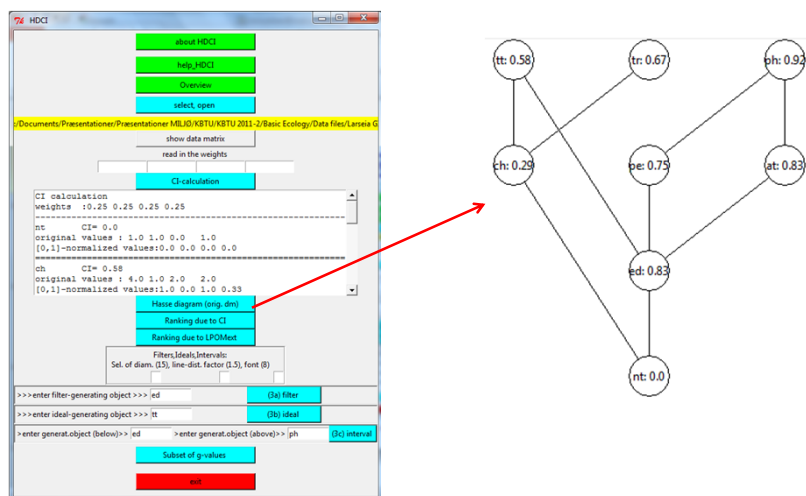 HDCI
about HDCI
help_HDCI
Overview
select, open
:/Documents/Præsentationer/Præsentationer MILJØ/KBTU/KBTU 2011-2/Basic Ecology/Data files/Larseia G
show data matrix
read in the weights
CI-calculation
CI calculation
weights :0.25 0.25 0.25 0.25
nt CI= 0.0
original values : 1.0 1.0 0.0 1.0
[0,1]-normalized values:0.0 0.0 0.0 0.0
ch CI= 0.58
original values : 4.0 1.0 2.0 2.0
[0,1]-normalized values:1.0 0.0 1.0 0.33
Hasse diagram (orig. dm)
Ranking due to CI
Ranking due to LPOMext
Filters,Ideals,Intervals:
Sel. of diam. (15), line-dist. factor (1.5), font (8)
>>>enter filter-generating object >>> ed (3a) filter
>>>enter ideal-generating object >>> tt (3b) ideal
>enter generat.object (below)>> ed >enter generat.object (above)>> ph (3c) interval
Subset of g-values
exit
tt: 0.58 tr: 0.67 ph: 0.92
ch: 0.29 pe: 0.75 at: 0.83
ed: 0.83
nt: 0.0